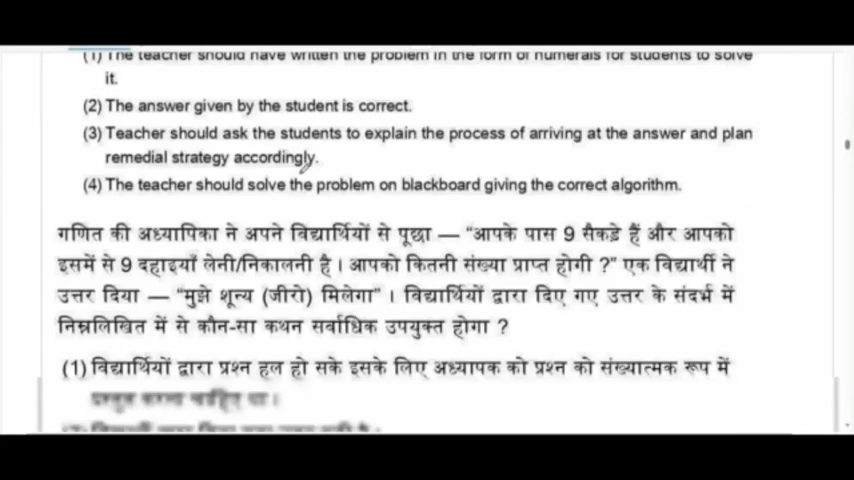 (1) The teacher should have written the problem in the form of numerals for students to solve
it.
(2) The answer given by the student is correct.
(3) Teacher should ask the students to explain the process of arriving at the answer and plan
remedial strategy accordingly.
(4) The teacher should solve the problem on blackboard giving the correct algorithm.
गणित की अध्यापिका ने अपने विद्यार्थियों से पूछा — “आपके पास 9 सैकड़े हैं और आपको
इसमें से 9 दहाइयाँ लेनी/निकालनी है। आपको कितनी संख्या प्राप्त होगी ?” एक विद्यार्थी ने
उत्तर दिया — “मुझे शून्य (जीरो) मिलेगा”। विद्यार्थियों द्वारा दिए गए उत्तर के संदर्भ में
निम्नलिखित में से कौन-सा कथन सर्वाधिक उपयुक्त होगा ?
(1) विद्यार्थियों द्वारा प्रश्न हल हो सके इसके लिए अध्यापक को प्रश्न को संख्यात्मक रूप में
प्रस्तुत करना चाहिए था।